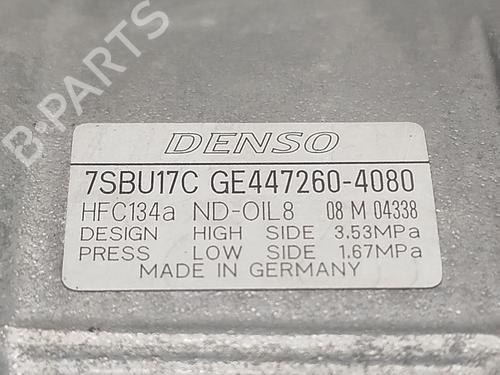 B-PARTS
DENSO
7SBU17C GE447260-4080
HFC134a ND-OIL8 08 M 04338
DESIGN HIGH SIDE 3.53MPa
PRESS LOW SIDE 1.67MPa
MADE IN GERMANY